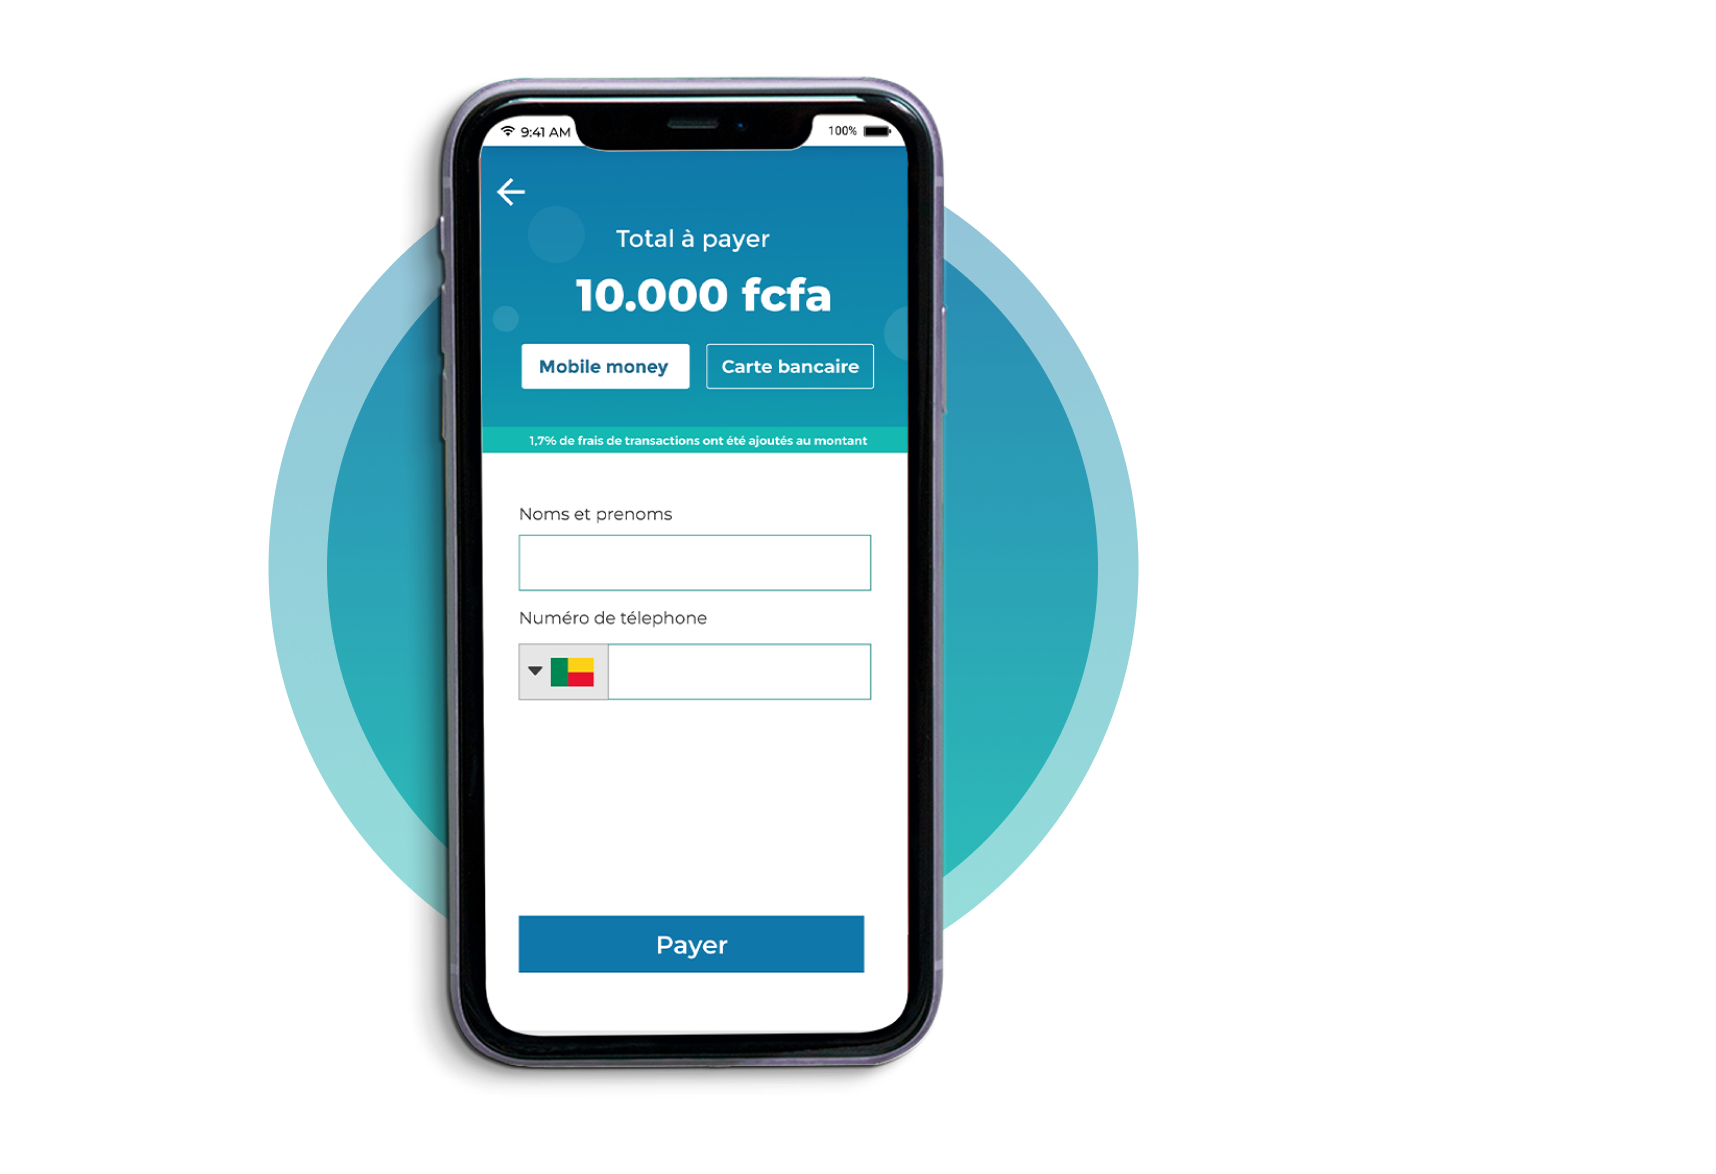 9:41 AM 100%
Total à payer
10.000 fcfa
Mobile money Carte bancaire
1,7% de frais de transactions ont été ajoutés au montant
Noms et prenoms
Numéro de télephone
Payer